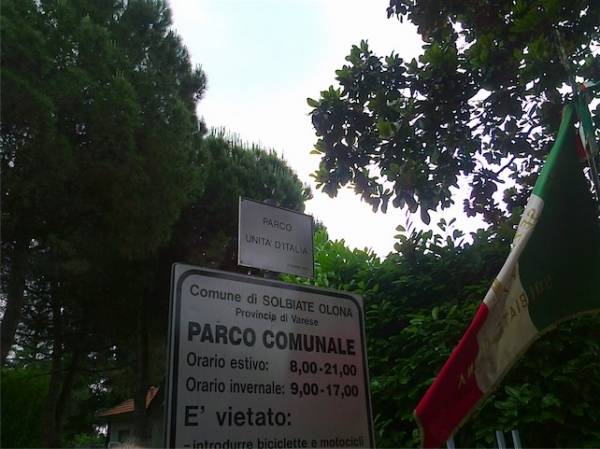 PARCO
UNITA' D'ITALIA
Comune di SOLBIATE OLONA
Provincia di Varese
PARCO COMUNALE
Orario estivo: 8,00-21,00
Orario invernale: 9,00-17,00
E' vietato:
-introdurre biciclette e motocicli